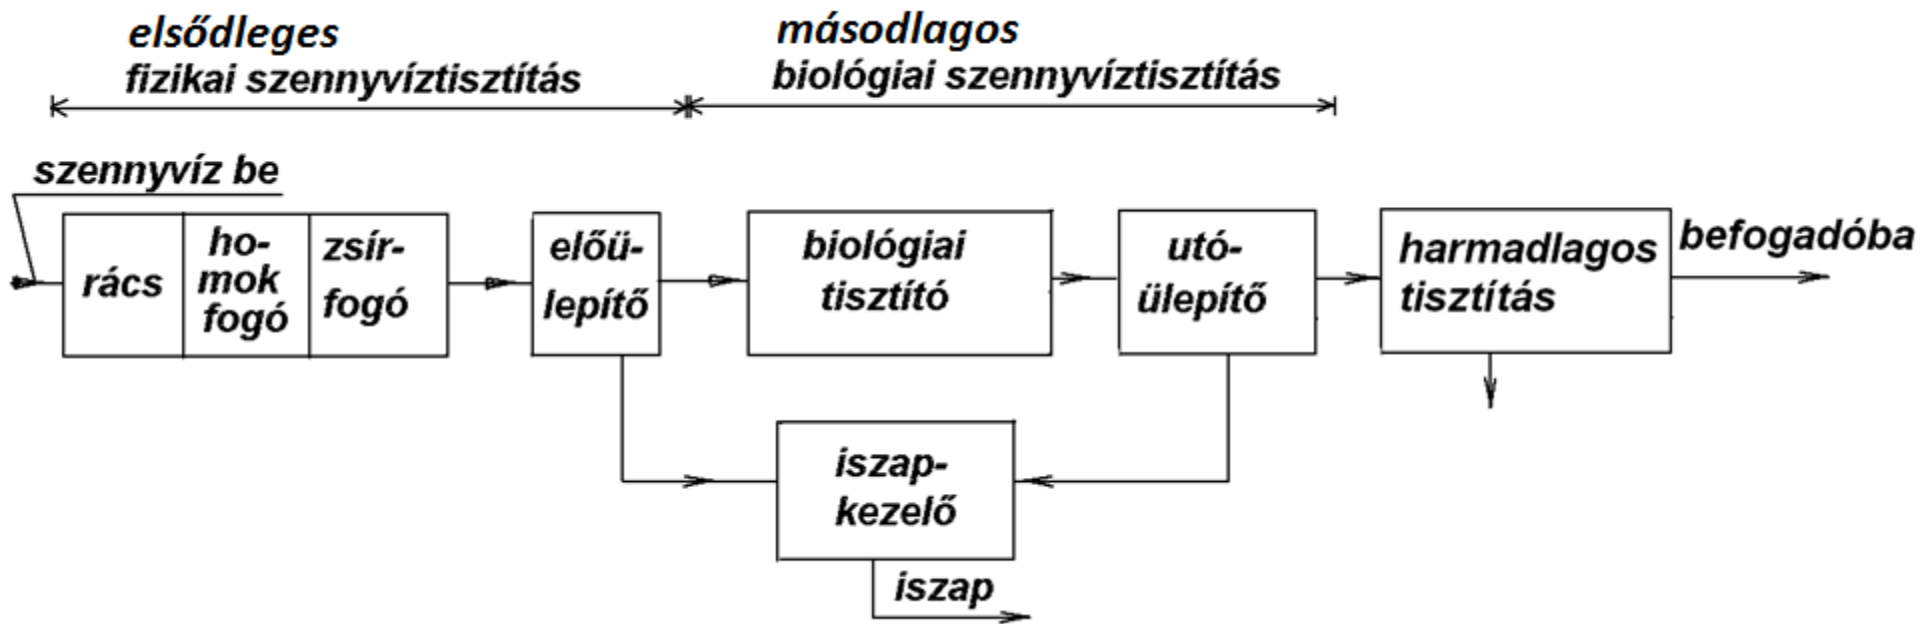 elsődleges
fizikai szennyvíztisztítás
másodlagos
biológiai szennyvíztisztítás
szennyvíz be
rács
ho-
mok
fogó
zsír-
fogó
előü-
lepítő
biológiai
tisztító
utó-
ülepítő
harmadlagos
tisztítás
befogadóba
iszap-
kezelő
iszap